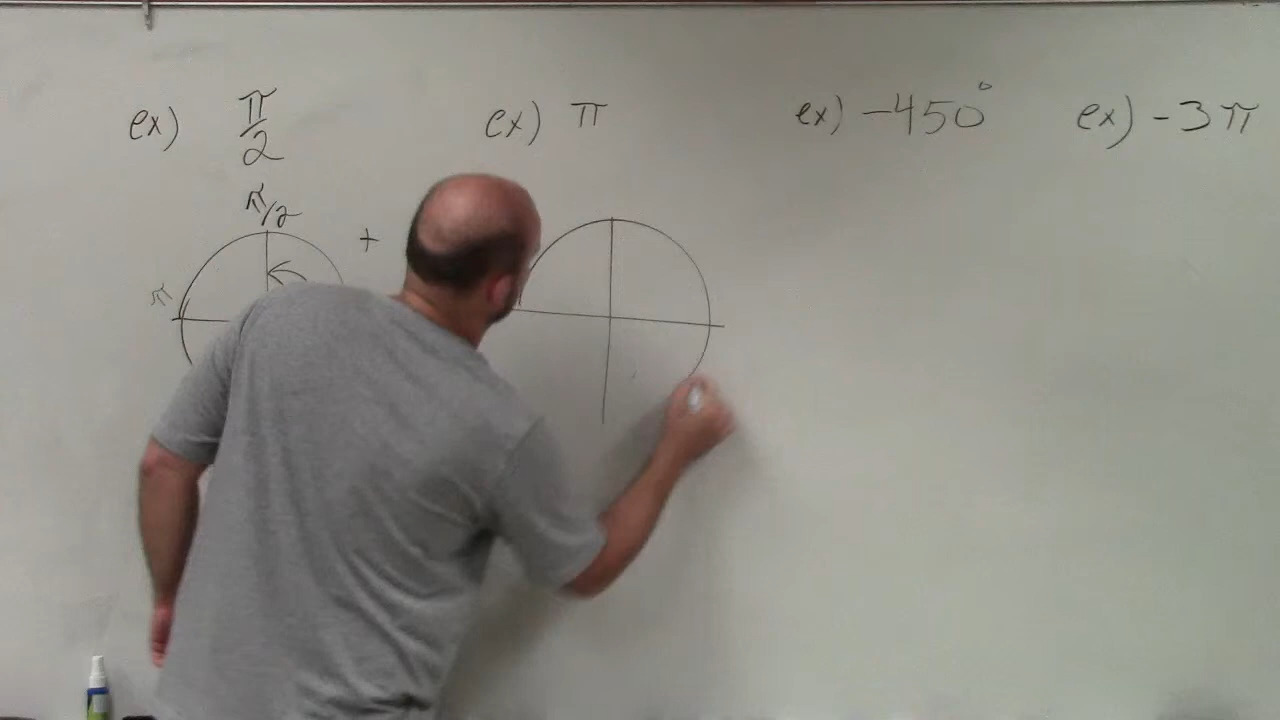 ex) π/2
ex) π
ex) -450°
ex) -3π
π/2
+
π